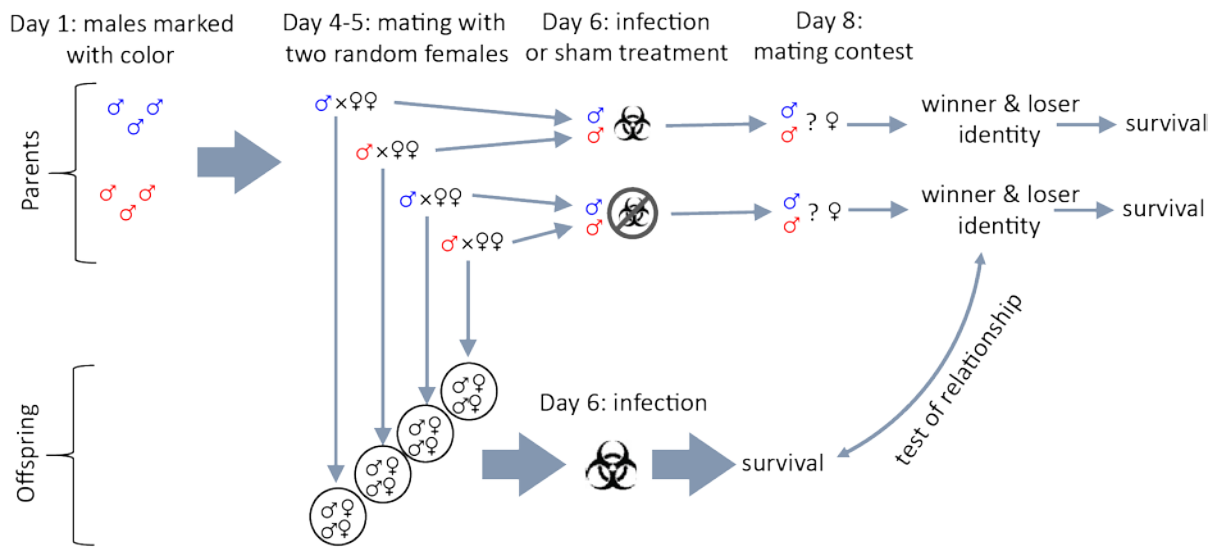 Day 1: males marked
with color
Day 4-5: mating with
two random females
Day 6: infection
or sham treatment
Day 8:
mating contest
Parents
♂ ♂
♂
♂ ♂
♂
♂×♀♀
♂×♀♀
♂×♀♀
♂×♀♀
♂
♂
♂
♂ ? ♀
winner & loser
identity
survival
♂
♂
♂
♂ ? ♀
winner & loser
identity
survival
test of relationship
Offspring
♂♀
♂♀
♂♀
♂♀
♂♀
♂♀
♂♀
♂♀
Day 6: infection
survival